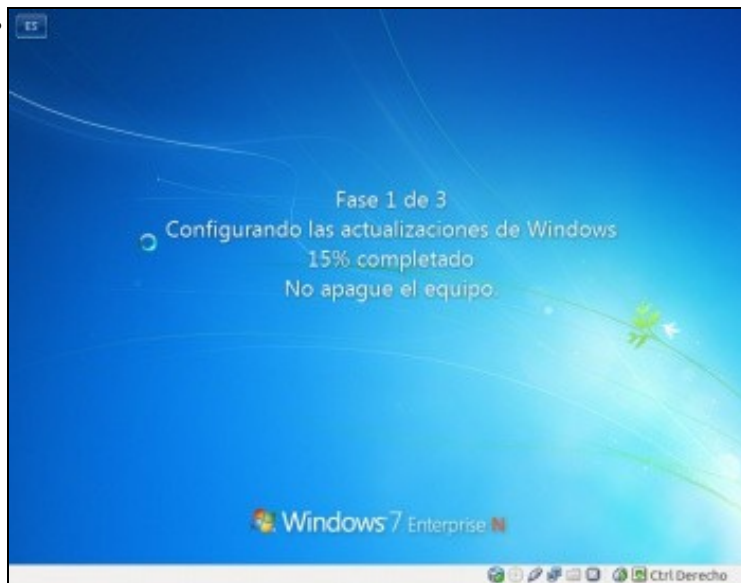 ES
Fase 1 de 3
Configurando las actualizaciones de Windows
15% completado
No apague el equipo.
Windows 7 Enterprise N
Ctrl Derecho